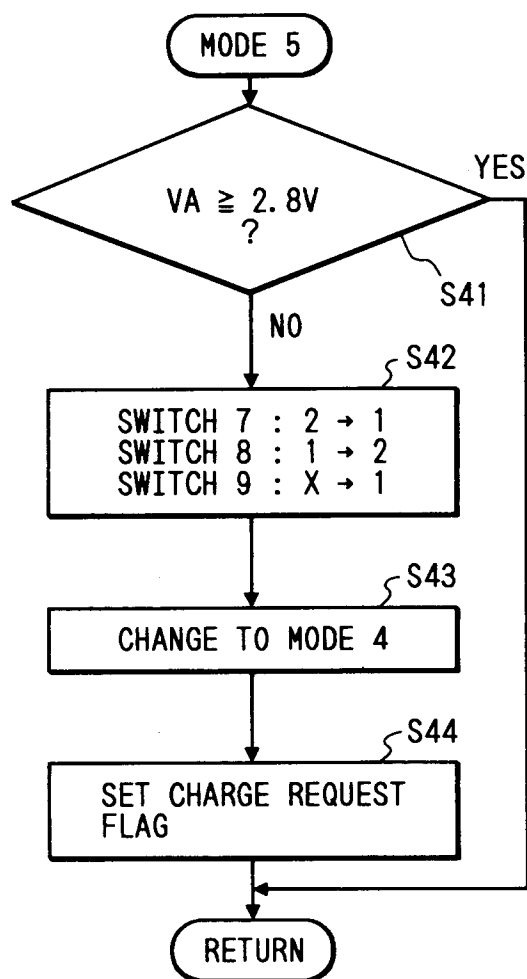 MODE 5
YES
VA ≧ 2.8V
?
S41
NO
S42
SWITCH 7 : 2 → 1
SWITCH 8 : 1 → 2
SWITCH 9 : X → 1
S43
CHANGE TO MODE 4
S44
SET CHARGE REQUEST
FLAG
RETURN